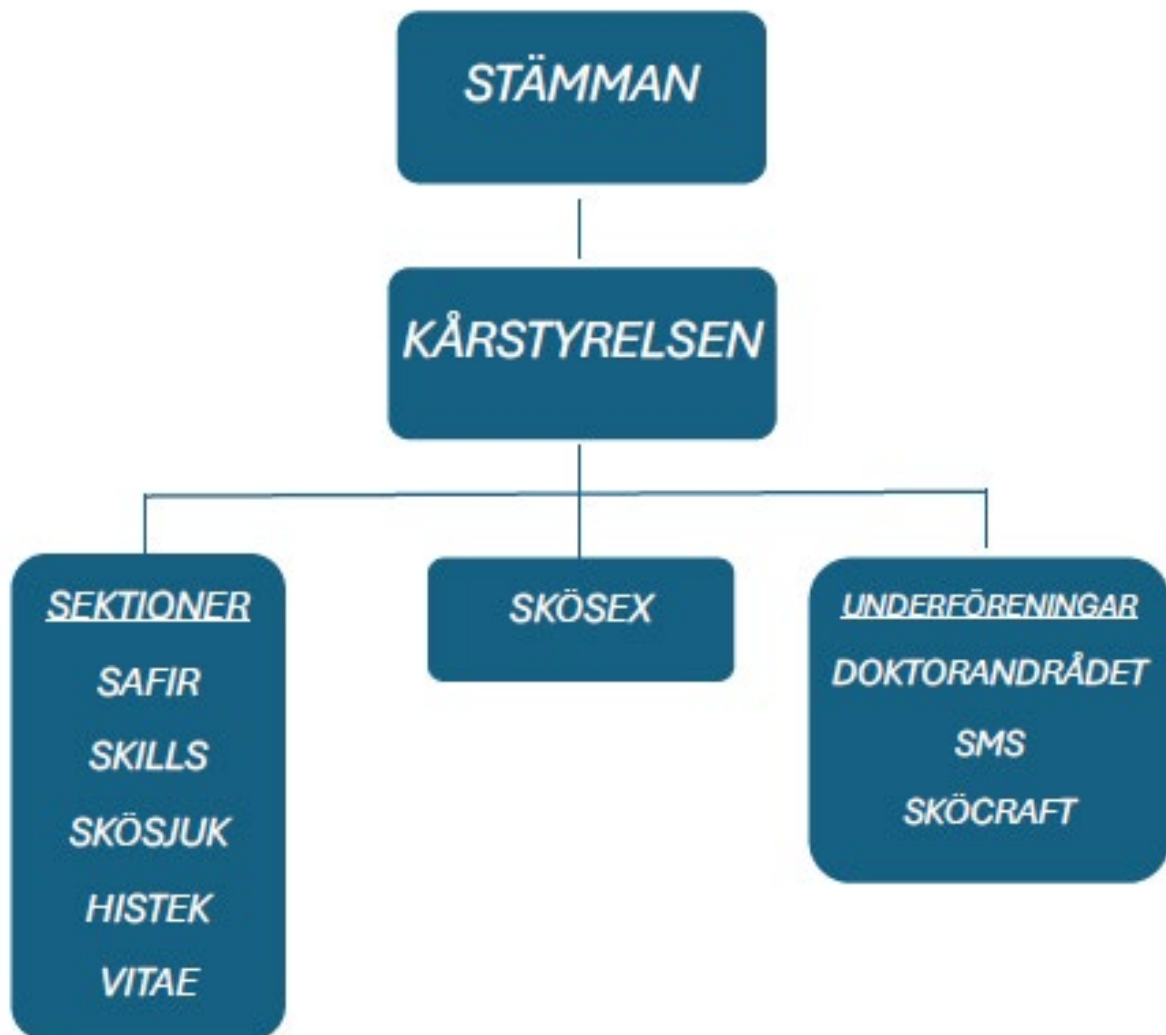 STÄMMAN
KÅRSTYRELSEN
SEKTIONER
SAFIR
SKILLS
SKÖSJUK
HISTEK
VITAE
SKÖSEX
UNDERFÖRENINGAR
DOKTORANDRÅDET
SMS
SKÖCRAFT